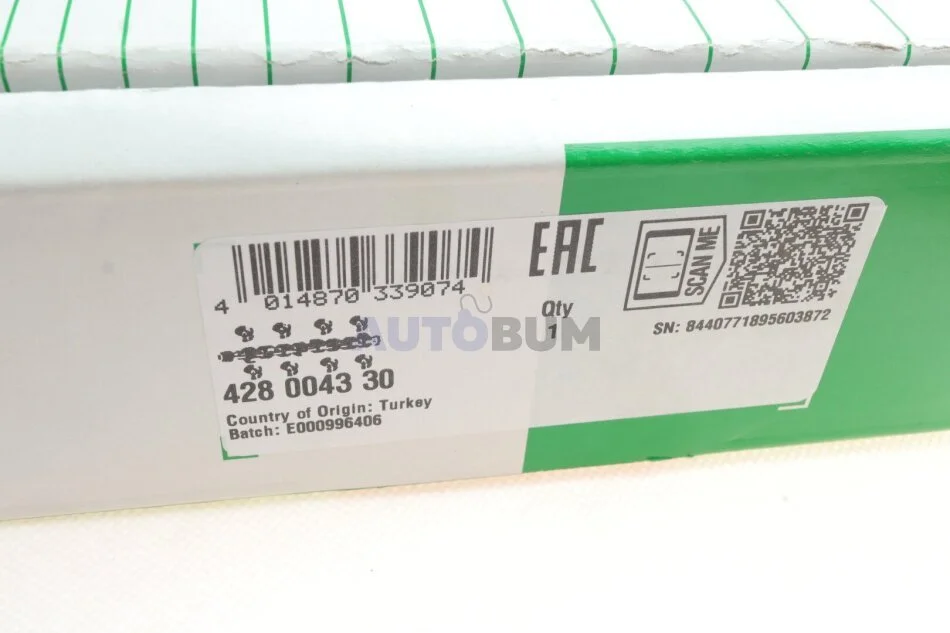 4 014870 339074
EAC
SCAN ME
Qty
1
SN: 8440771895603872
AUTOBUM
428 0043 30
Country of Origin: Turkey
Batch: E000996406